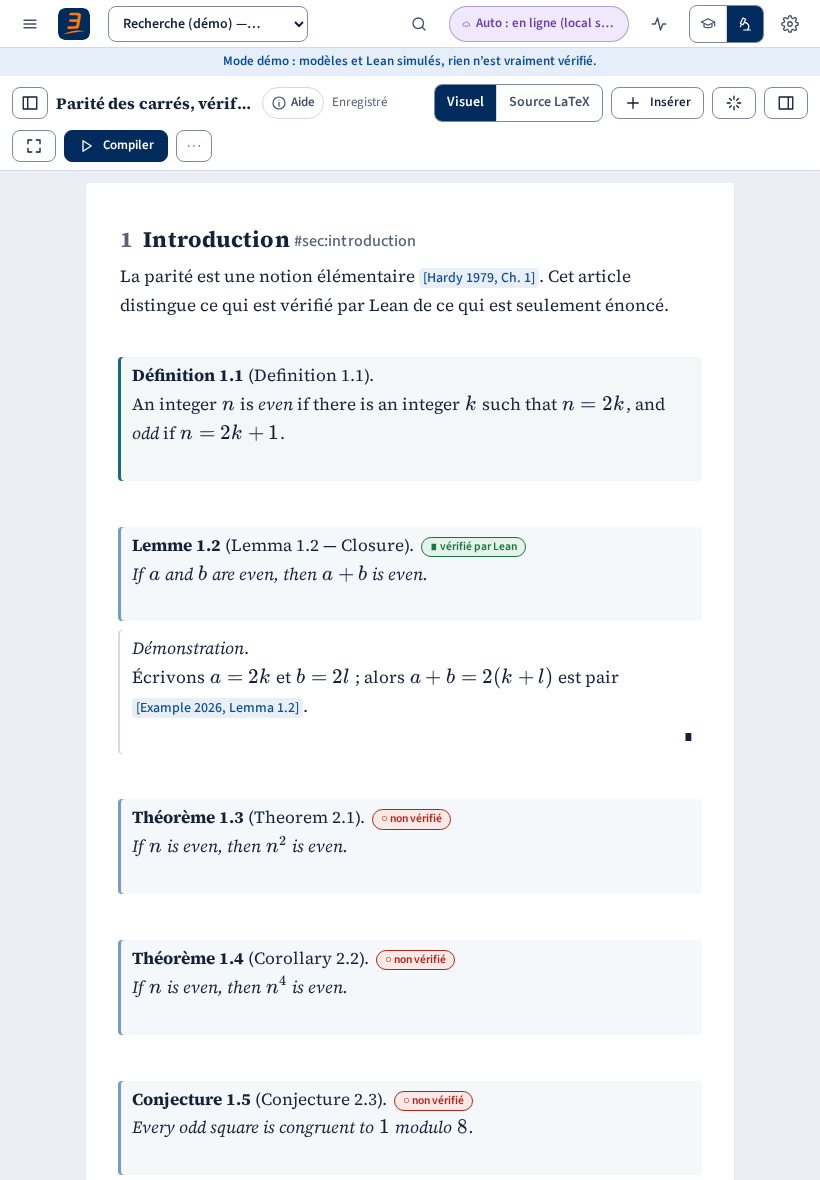 Recherche (démo) —...
Auto : en ligne (local s...
Mode démo : modèles et Lean simulés, rien n'est vraiment vérifié.
Parité des carrés, vérif...
Aide
Enregistré
Visuel
Source LaTeX
Insérer
Compiler
...
1 Introduction #sec:introduction
La parité est une notion élémentaire [Hardy 1979, Ch. 1]. Cet article
distingue ce qui est vérifié par Lean de ce qui est seulement énoncé.
Définition 1.1 (Definition 1.1).
An integer n is even if there is an integer k such that n = 2k, and
odd if n = 2k + 1.
Lemme 1.2 (Lemma 1.2 — Closure). ∎ vérifié par Lean
If a and b are even, then a + b is even.
Démonstration.
Écrivons a = 2k et b = 2l ; alors a + b = 2(k + l) est pair
[Example 2026, Lemma 1.2].
∎
Théorème 1.3 (Theorem 2.1). ○ non vérifié
If n is even, then n² is even.
Théorème 1.4 (Corollary 2.2). ○ non vérifié
If n is even, then n⁴ is even.
Conjecture 1.5 (Conjecture 2.3). ○ non vérifié
Every odd square is congruent to 1 modulo 8.